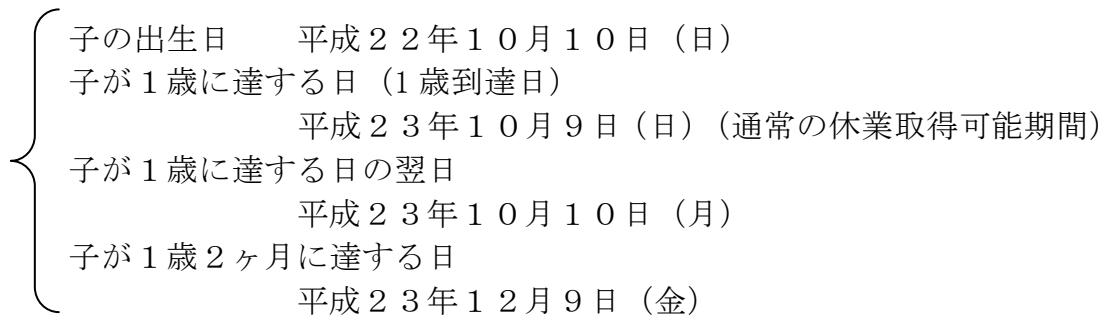 子の出生日　　平成２２年１０月１０日（日）
子が１歳に達する日（1 歳到達日）
平成２３年１０月９日（日）（通常の休業取得可能期間）
子が１歳に達する日の翌日
平成２３年１０月１０日（月）
子が１歳２ヶ月に達する日
平成２３年１２月９日（金）